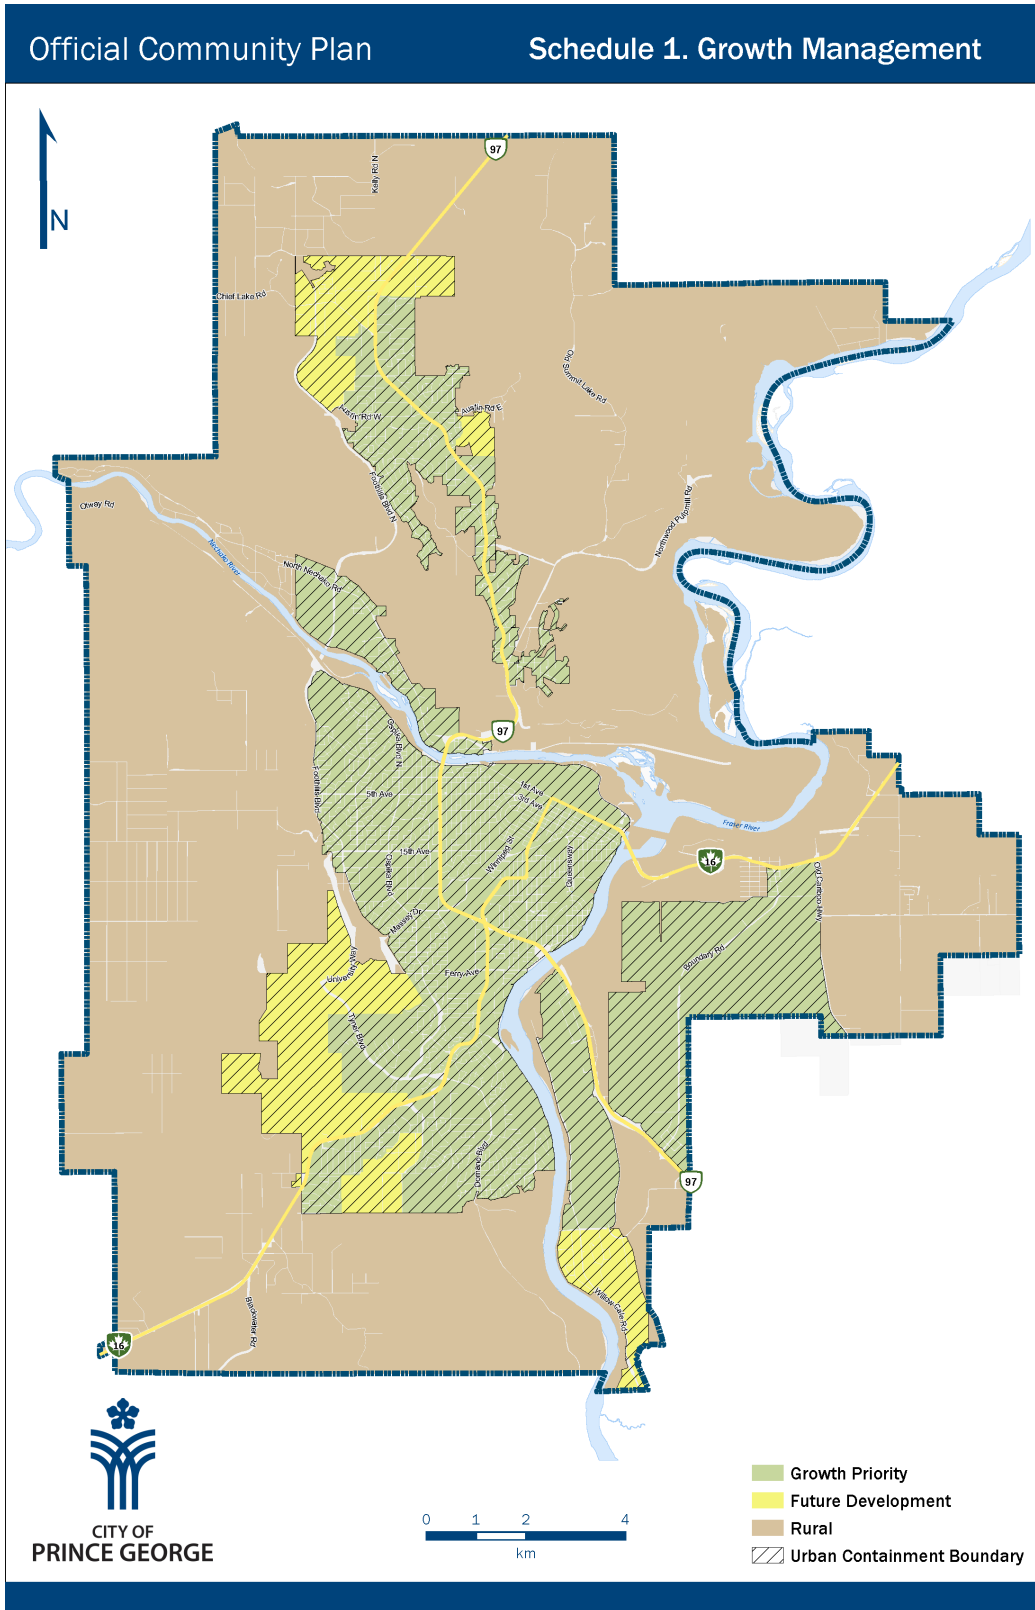 Official Community Plan
Schedule 1. Growth Management
N
97
Kelly Rd N
Chief Lake Rd
Old Summit Lake Rd
Austin Rd W
Austin Rd E
Foothills Blvd N
Northwood Pulpmill Rd
Otway Rd
Nechako River
North Nechako Rd
97
Ospika Blvd N
Foothills Blvd
5th Ave
1st Ave
3rd Ave
15th Ave
Winnipeg St
Queensway
Fraser River
16
Old Cariboo Hwy
Ospika Blvd
Massey Dr
Boundary Rd
University Way
Ferry Ave
Tyner Blvd
Domano Blvd
97
Willow Cale Rd
Blackwater Rd
16
CITY OF
PRINCE GEORGE
0 1 2 4
km
Growth Priority
Future Development
Rural
Urban Containment Boundary